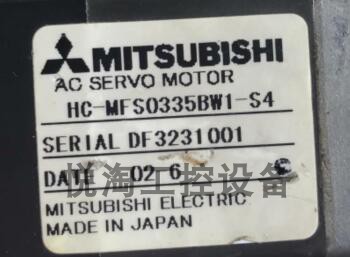 MITSUBISHI
AC SERVO MOTOR
HC-MFS0335BW1-S4
SERIAL DF3231001
DATE 02-6 C
悦淘工控设备
MITSUBISHI ELECTRIC
MADE IN JAPAN